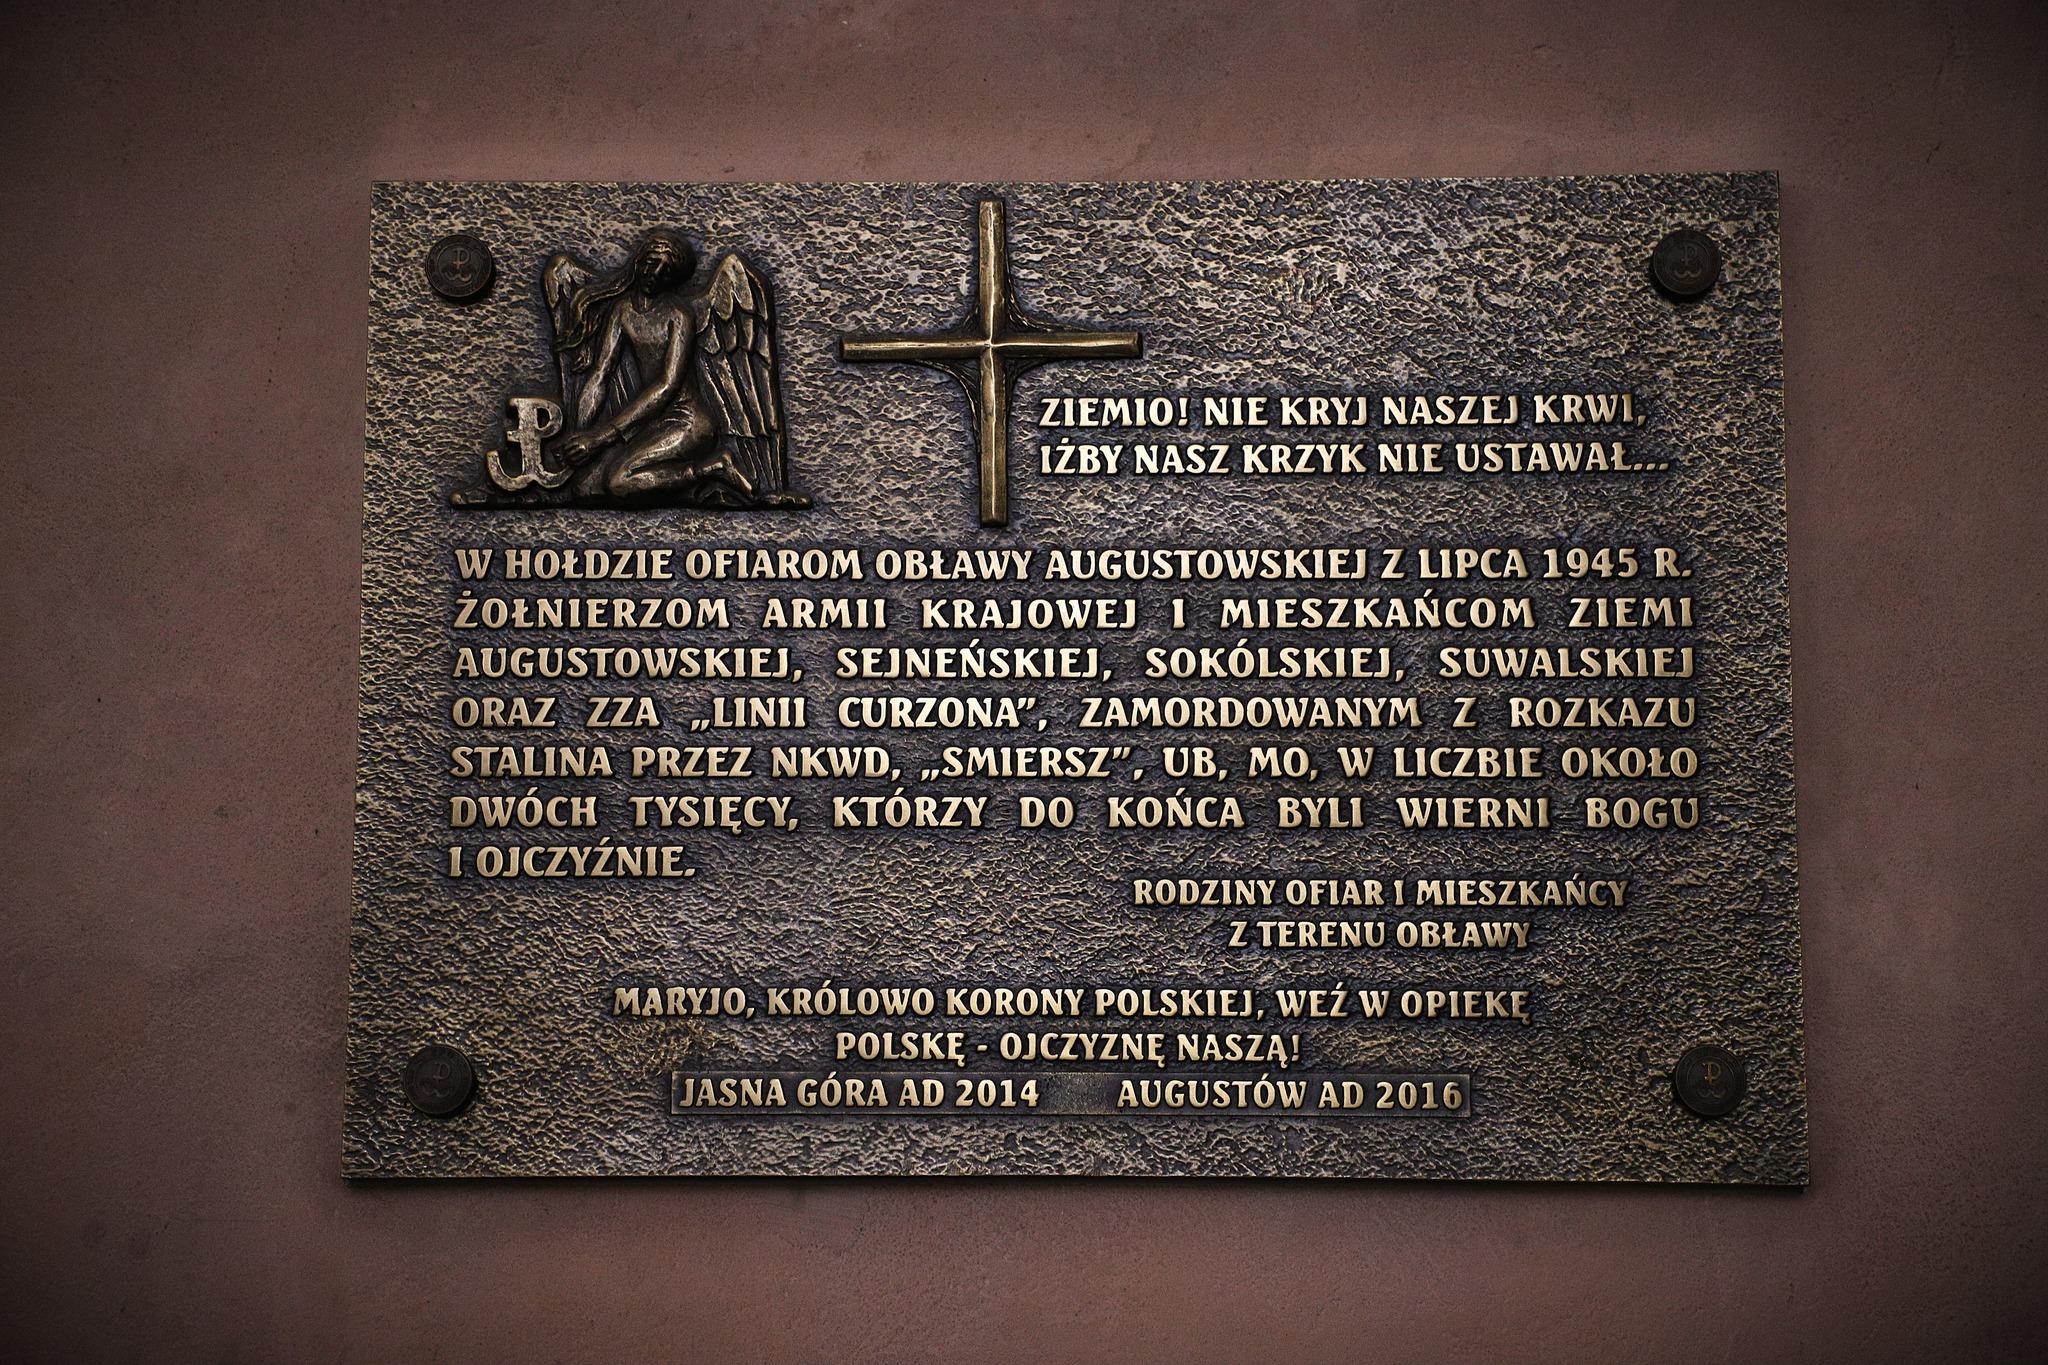 ZIEMIO! NIE KRYJ NASZEJ KRWI,
IŻBY NASZ KRZYK NIE USTAWAŁ...
W HOŁDZIE OFIAROM OBŁAWY AUGUSTOWSKIEJ Z LIPCA 1945 R.
ŻOŁNIERZOM ARMII KRAJOWEJ I MIESZKAŃCOM ZIEMI
AUGUSTOWSKIEJ, SEJNEŃSKIEJ, SOKÓLSKIEJ, SUWALSKIEJ
ORAZ ZZA „LINII CURZONA”, ZAMORDOWANYM Z ROZKAZU
STALINA PRZEZ NKWD, „SMIERSZ”, UB, MO, W LICZBIE OKOŁO
DWÓCH TYSIĘCY, KTÓRZY DO KOŃCA BYLI WIERNI BOGU
I OJCZYŹNIE.
RODZINY OFIAR I MIESZKAŃCY
Z TERENU OBŁAWY
MARYJO, KRÓLOWO KORONY POLSKIEJ, WEŹ W OPIEKĘ
POLSKĘ - OJCZYZNĘ NASZĄ!
JASNA GÓRA AD 2014 AUGUSTÓW AD 2016